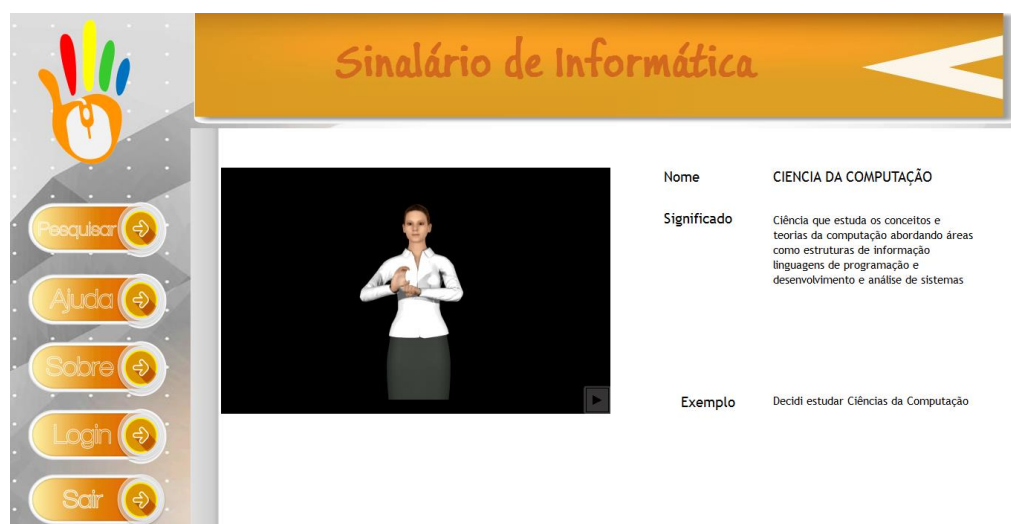 Sinalário de Informática
Pesquisar
Ajuda
Sobre
Login
Sair
Nome
CIENCIA DA COMPUTAÇÃO
Significado
Ciência que estuda os conceitos e
teorias da computação abordando áreas
como estruturas de informação
linguagens de programação e
desenvolvimento e análise de sistemas
Exemplo
Decidi estudar Ciências da Computação